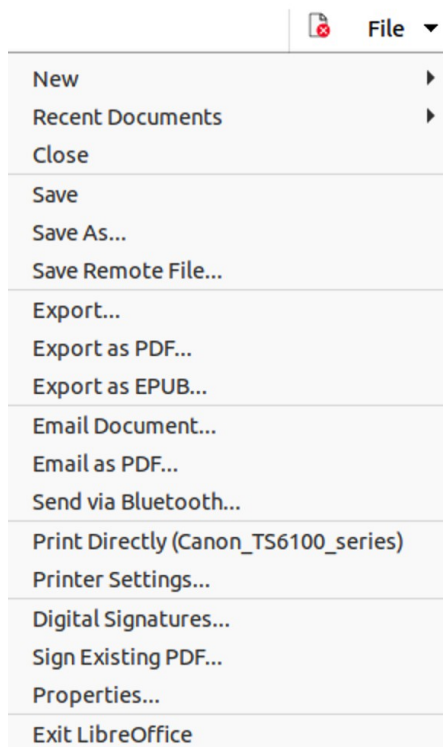 File
New
Recent Documents
Close
Save
Save As...
Save Remote File...
Export...
Export as PDF...
Export as EPUB...
Email Document...
Email as PDF...
Send via Bluetooth...
Print Directly (Canon_TS6100_series)
Printer Settings...
Digital Signatures...
Sign Existing PDF...
Properties...
Exit LibreOffice